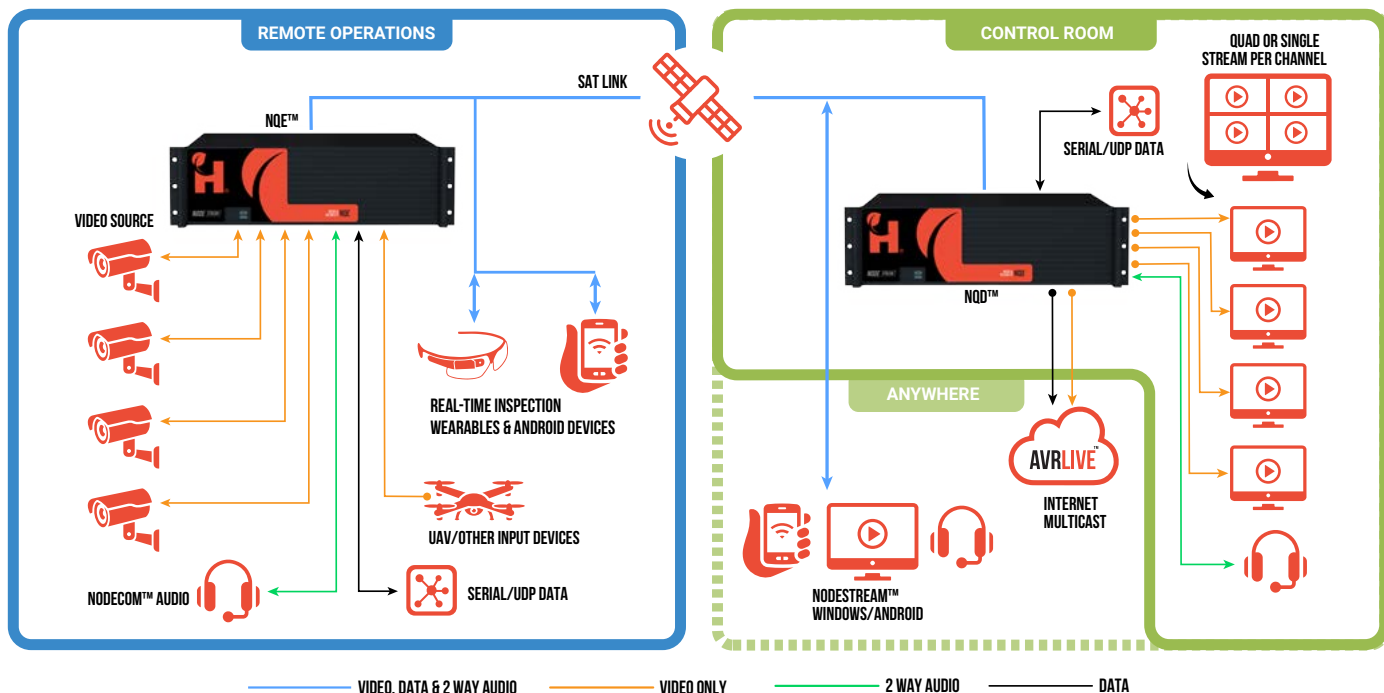 REMOTE OPERATIONS
CONTROL ROOM
QUAD OR SINGLE
STREAM PER CHANNEL
SAT LINK
NQE™
SERIAL/UDP DATA
VIDEO SOURCE
H
H
NQD™
REAL-TIME INSPECTION
WEARABLES & ANDROID DEVICES
ANYWHERE
AVRLIVE™
INTERNET
MULTICAST
UAV/OTHER INPUT DEVICES
NODECOM™ AUDIO
SERIAL/UDP DATA
NODESTREAM™
WINDOWS/ANDROID
VIDEO, DATA & 2 WAY AUDIO
VIDEO ONLY
2 WAY AUDIO
DATA